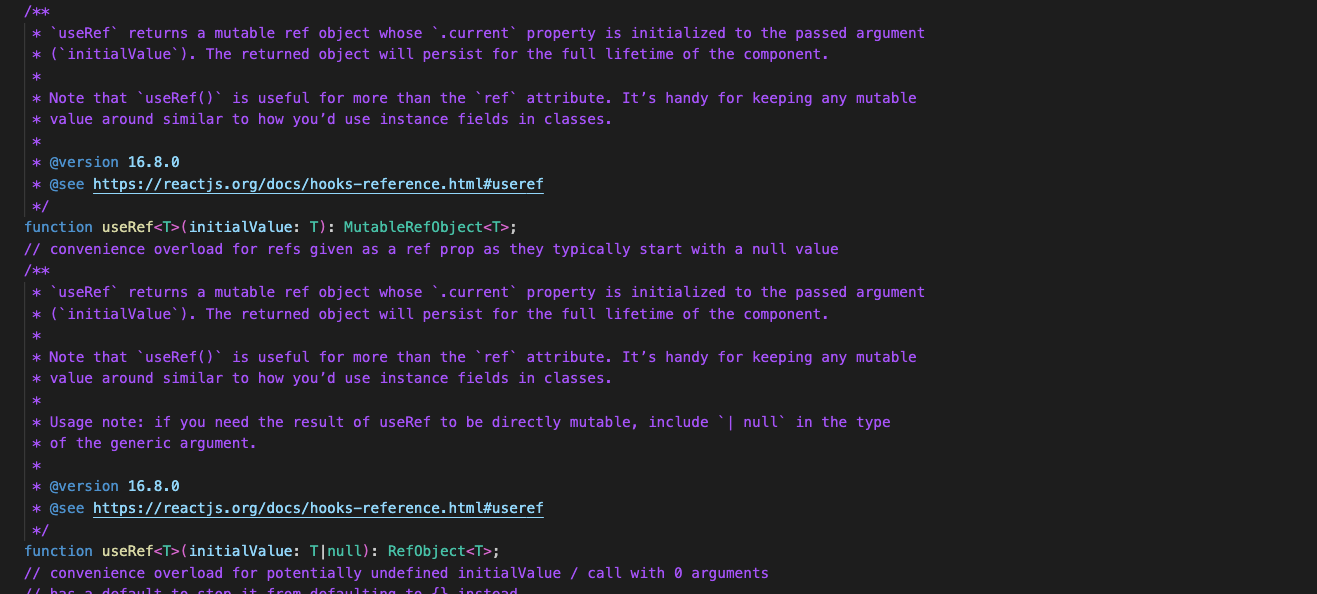 /**
 * `useRef` returns a mutable ref object whose `.current` property is initialized to the passed argument
 * (`initialValue`). The returned object will persist for the full lifetime of the component.
 *
 * Note that `useRef()` is useful for more than the `ref` attribute. It’s handy for keeping any mutable
 * value around similar to how you’d use instance fields in classes.
 *
 * @version 16.8.0
 * @see https://reactjs.org/docs/hooks-reference.html#useref
 */
function useRef<T>(initialValue: T): MutableRefObject<T>;
// convenience overload for refs given as a ref prop as they typically start with a null value
/**
 * `useRef` returns a mutable ref object whose `.current` property is initialized to the passed argument
 * (`initialValue`). The returned object will persist for the full lifetime of the component.
 *
 * Note that `useRef()` is useful for more than the `ref` attribute. It’s handy for keeping any mutable
 * value around similar to how you’d use instance fields in classes.
 *
 * Usage note: if you need the result of useRef to be directly mutable, include `| null` in the type
 * of the generic argument.
 *
 * @version 16.8.0
 * @see https://reactjs.org/docs/hooks-reference.html#useref
 */
function useRef<T>(initialValue: T|null): RefObject<T>;
// convenience overload for potentially undefined initialValue / call with 0 arguments
// has a default to stop it from defaulting to {} instead